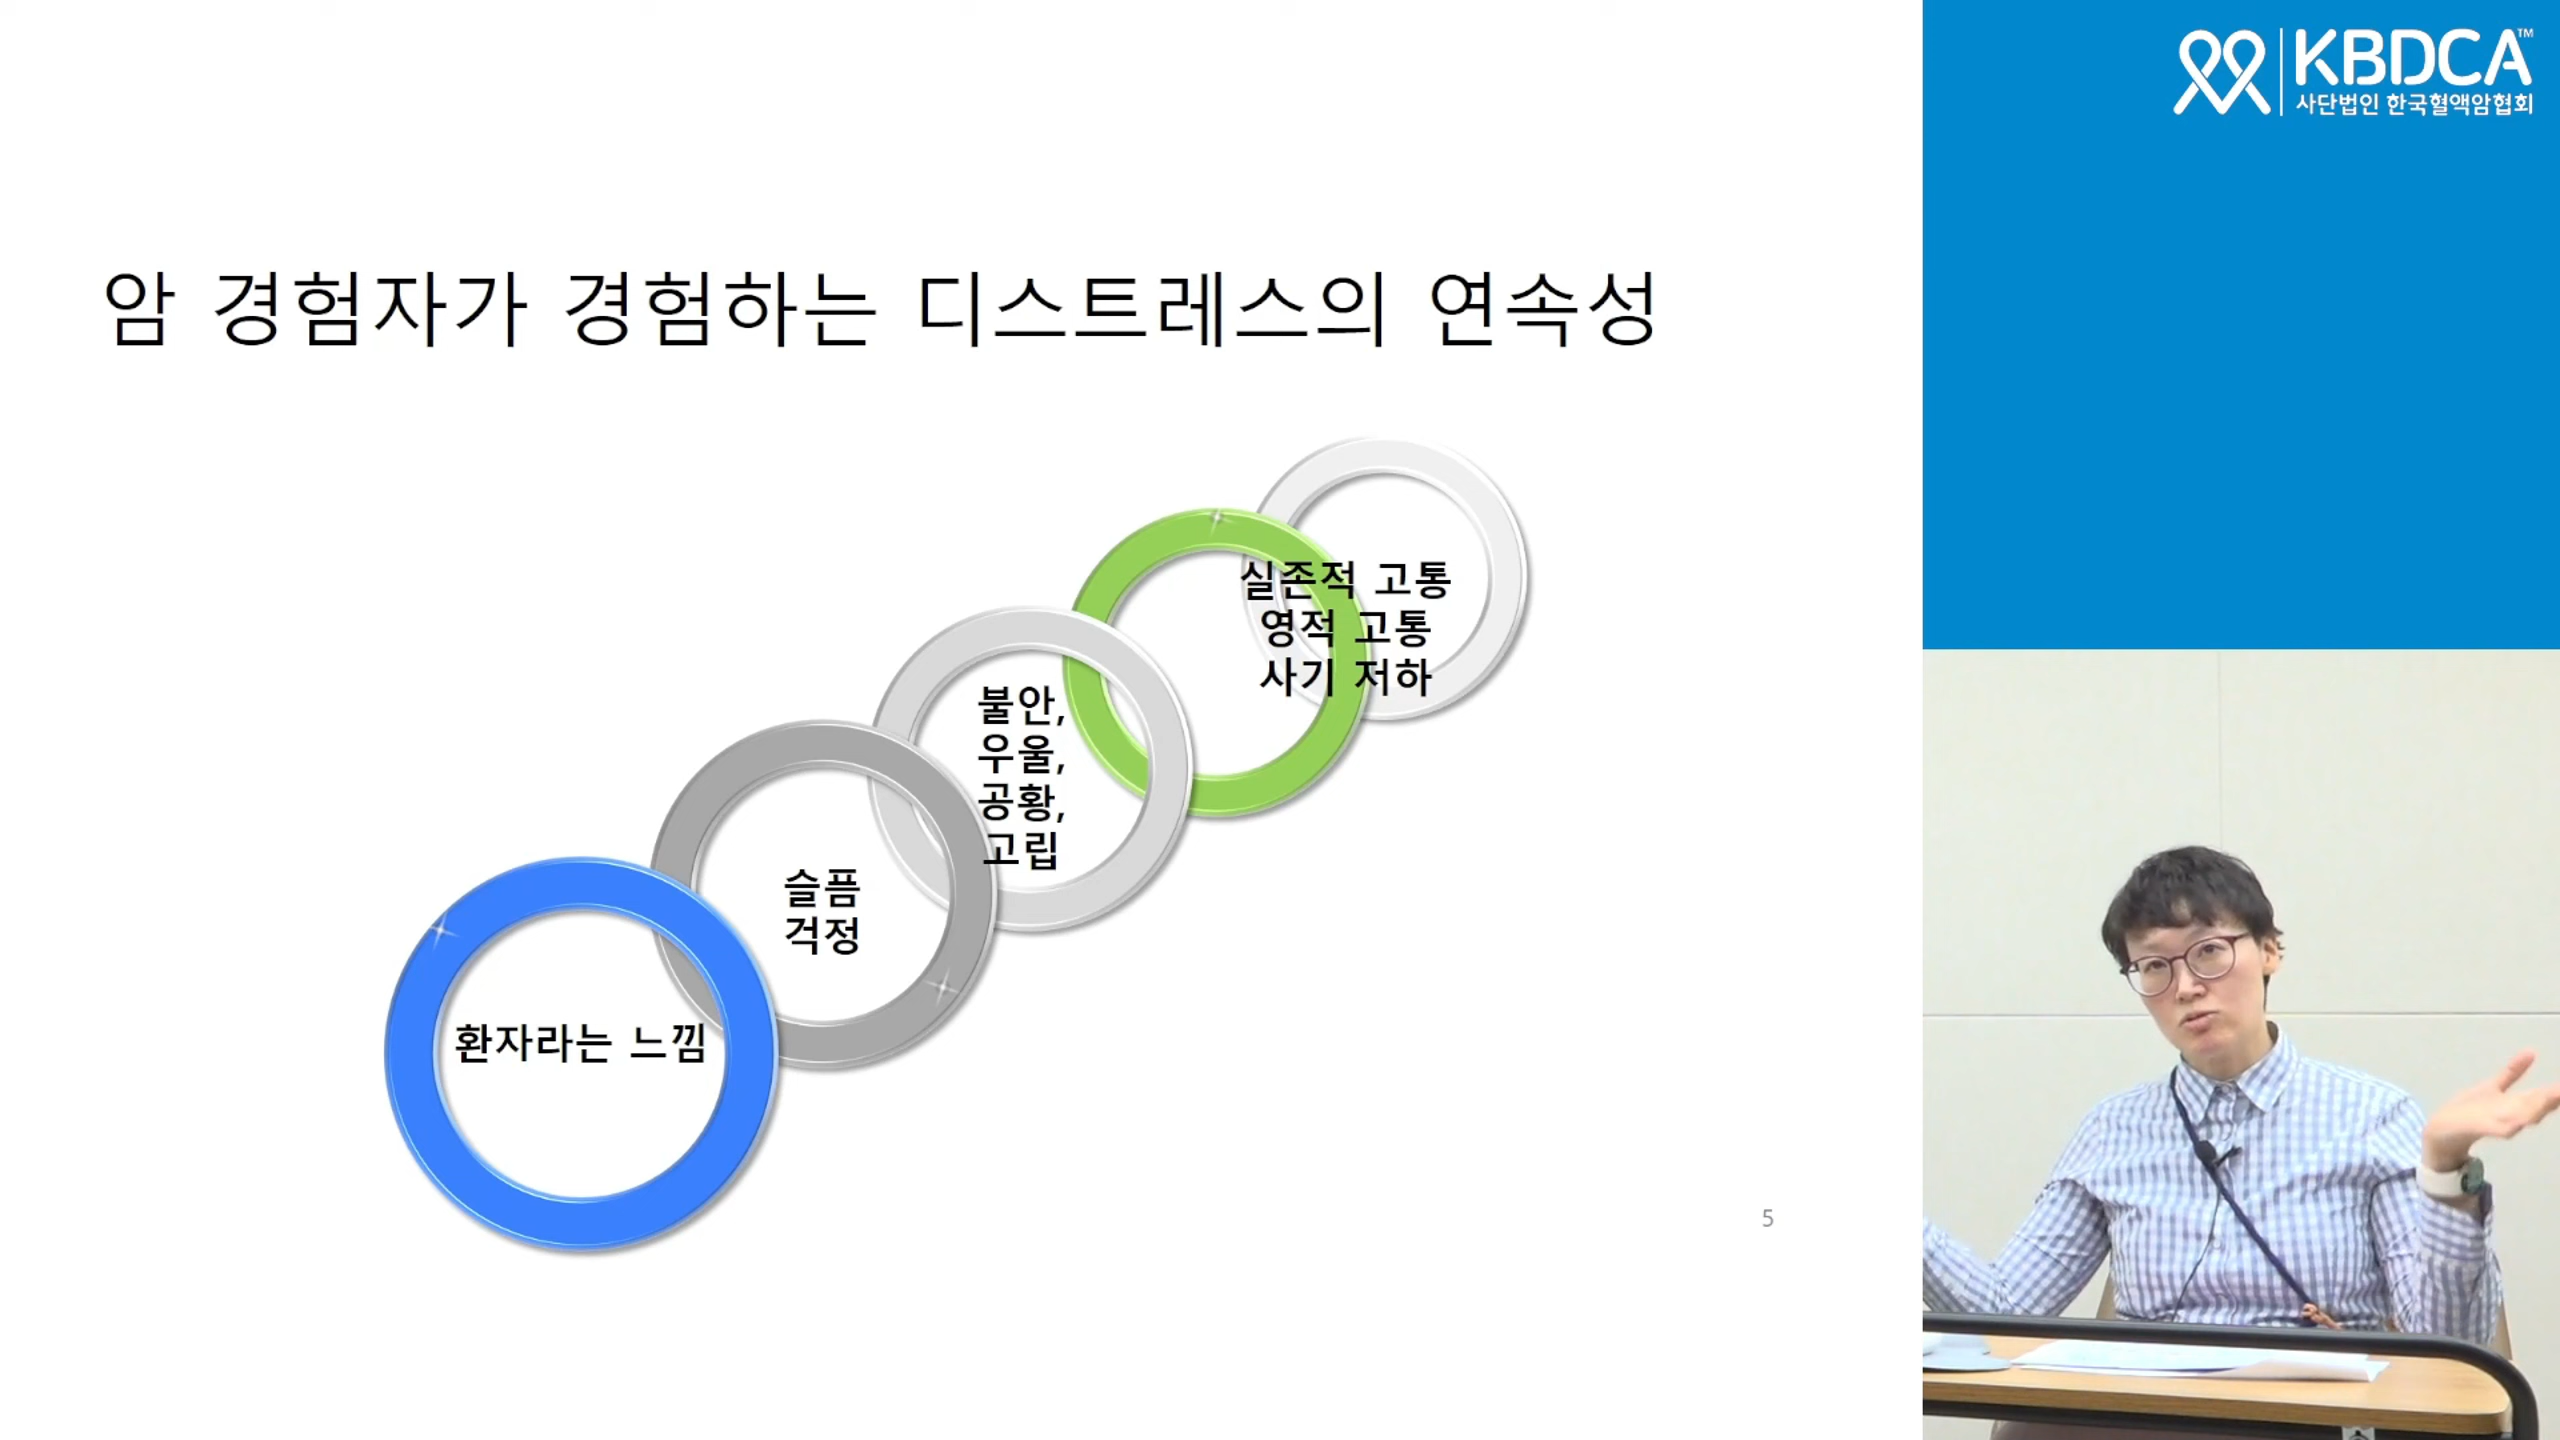 KBDCA™
사단법인 한국혈액암협회
암 경험자가 경험하는 디스트레스의 연속성
환자라는 느낌
슬픔
걱정
불안,
우울,
공황,
고립
실존적 고통
영적 고통
사기 저하
5